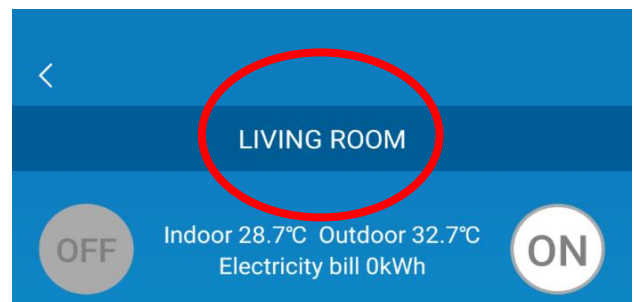 LIVING ROOM
OFF
Indoor 28.7℃ Outdoor 32.7℃
Electricity bill 0kWh
ON